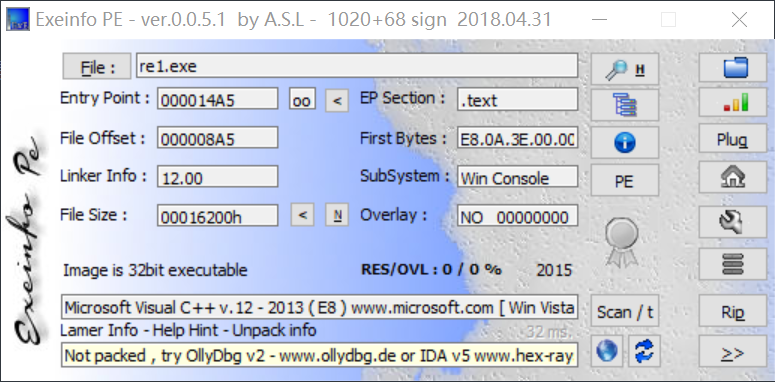 Exeinfo PE - ver.0.0.5.1 by A.S.L - 1020+68 sign 2018.04.31
File : re1.exe H
Entry Point : 000014A5 oo < EP Section : .text
File Offset : 000008A5 First Bytes : E8.0A.3E.00.00 Plug
Linker Info : 12.00 SubSystem : Win Console PE
File Size : 00016200h < N Overlay : NO 00000000
Image is 32bit executable RES/OVL : 0 / 0 % 2015
Microsoft Visual C++ v.12 - 2013 ( E8 ) www.microsoft.com [ Win Vista Scan / t Rip
Lamer Info - Help Hint - Unpack info 32 ms.
Not packed , try OllyDbg v2 - www.ollydbg.de or IDA v5 www.hex-ray >>
Exeinfo Pe